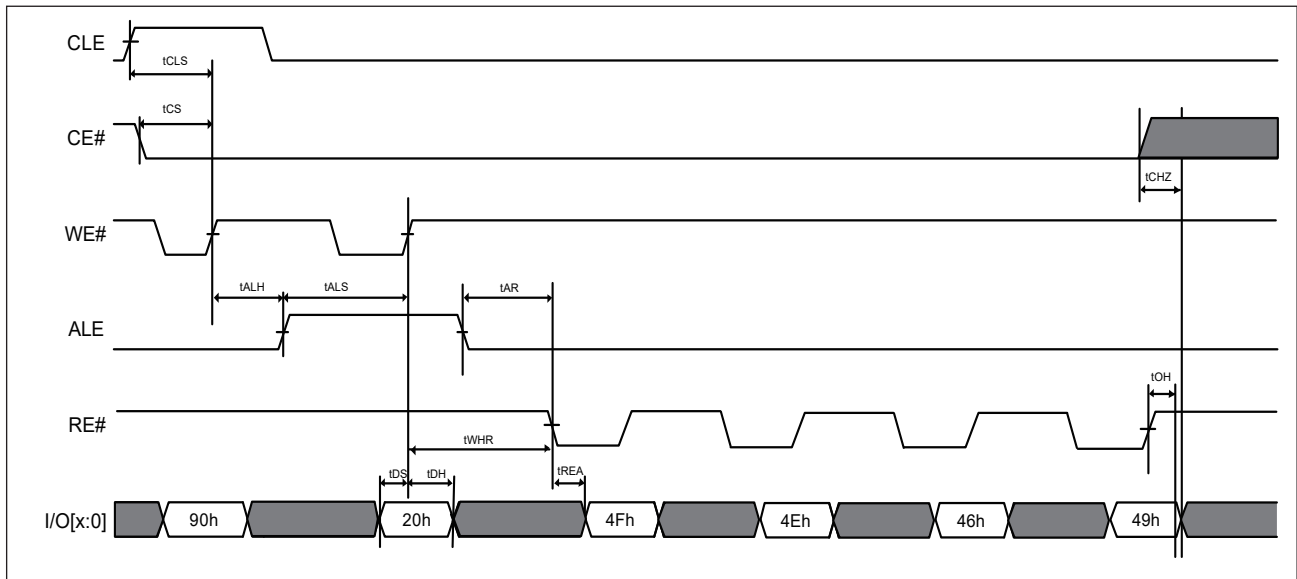 CLE
tCLS
CE#
tCS
tCHZ
WE#
tALH tALS tAR
ALE
tOH
RE#
tWHR
tDS tDH tREA
I/O[x:0] 90h 20h 4Fh 4Eh 46h 49h